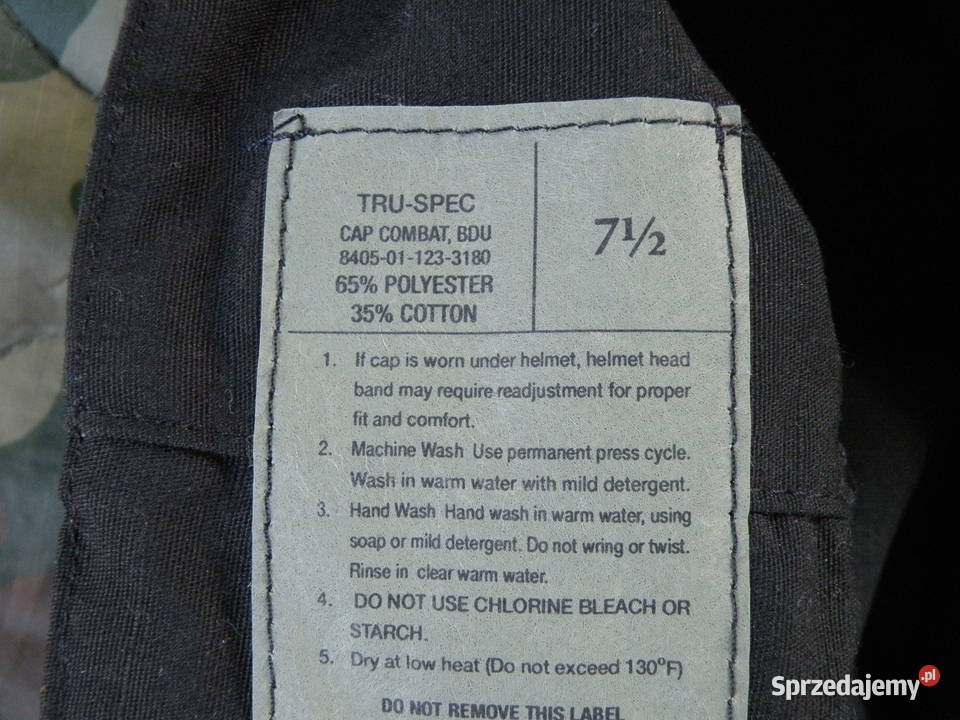 TRU-SPEC
CAP COMBAT, BDU
8405-01-123-3180
65% POLYESTER
35% COTTON
7½
1. If cap is worn under helmet, helmet head
band may require readjustment for proper
fit and comfort.
2. Machine Wash Use permanent press cycle.
Wash in warm water with mild detergent.
3. Hand Wash Hand wash in warm water, using
soap or mild detergent. Do not wring or twist.
Rinse in clear warm water.
4. DO NOT USE CHLORINE BLEACH OR
STARCH.
5. Dry at low heat (Do not exceed 130°F)
DO NOT REMOVE THIS LABEL
Sprzedajemy.pl